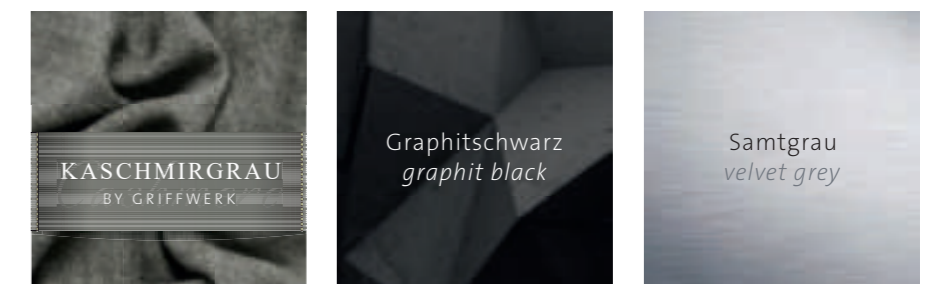 KASCHMIRGRAU
BY GRIFFWERK
Graphitschwarz
graphit black
Samtgrau
velvet grey